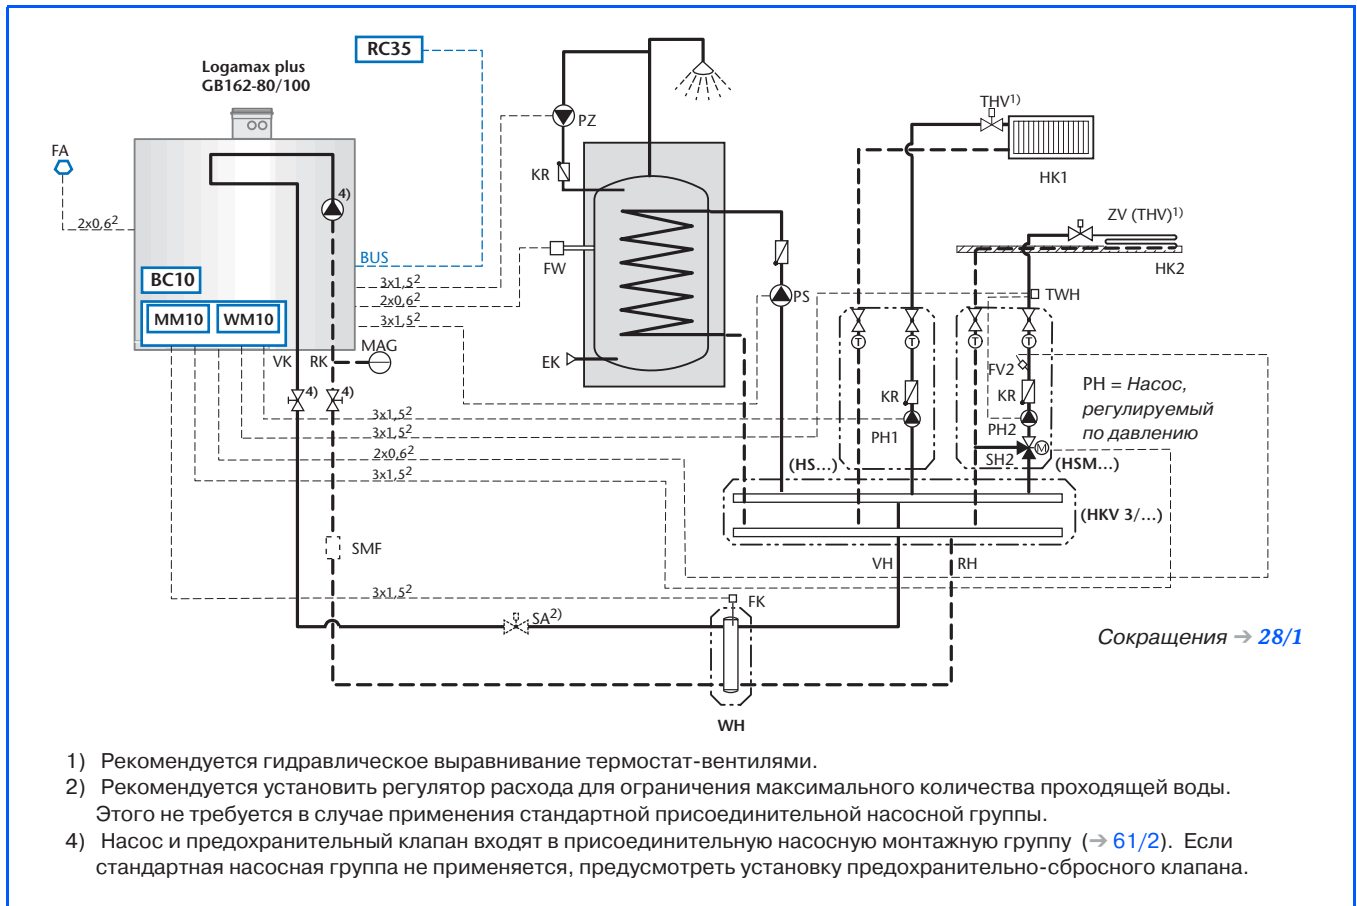 RC35
Logamax plus
GB162-80/100
FA
2x0,6²
BUS
3x1,5²
2x0,6²
3x1,5²
BC10
MM10
WM10
4)
VK
RK
MAG
4)
4)
PZ
KR
FW
EK
PS
THV¹⁾
HK1
ZV (THV)¹⁾
HK2
TWH
T
T
T
T
FV2
KR
KR
PH1
PH2
M
SH2
PH = Насос,
регулируемый
по давлению
(HS...)
(HSM...)
(HKV 3/...)
3x1,5²
3x1,5²
2x0,6²
3x1,5²
SMF
VH
RH
3x1,5²
FK
SA²⁾
WH
Сокращения → 28/1
1) Рекомендуется гидравлическое выравнивание термостат-вентилями.
2) Рекомендуется установить регулятор расхода для ограничения максимального количества проходящей воды.
Этого не требуется в случае применения стандартной присоединительной насосной группы.
4) Насос и предохранительный клапан входят в присоединительную насосную монтажную группу (→ 61/2). Если
стандартная насосная группа не применяется, предусмотреть установку предохранительно-сбросного клапана.